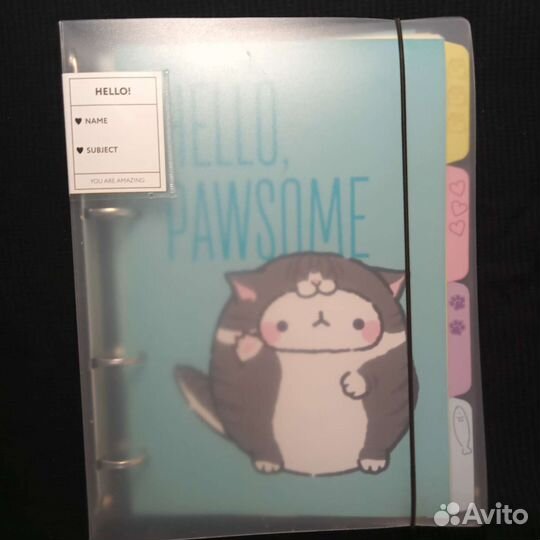 HELLO!
NAME
SUBJECT
YOU ARE AMAZING
HELLO,
PAWSOME
Avito